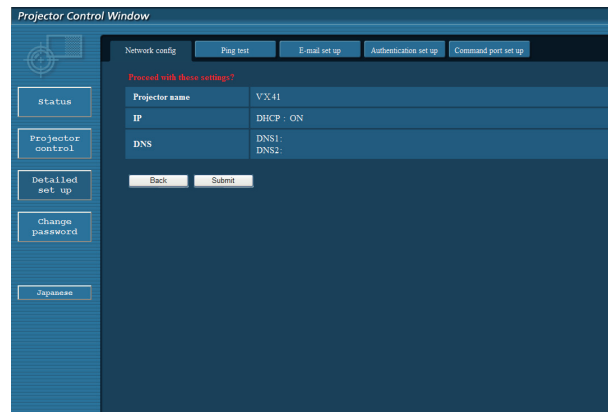 Projector Control Window
Network config Ping test E-mail set up Authentication set up Command port set up
Proceed with these settings?
Projector name VX41
IP DHCP : ON
DNS DNS1:
DNS2:
Back Submit
Status
Projector
control
Detailed
set up
Change
password
Japanese